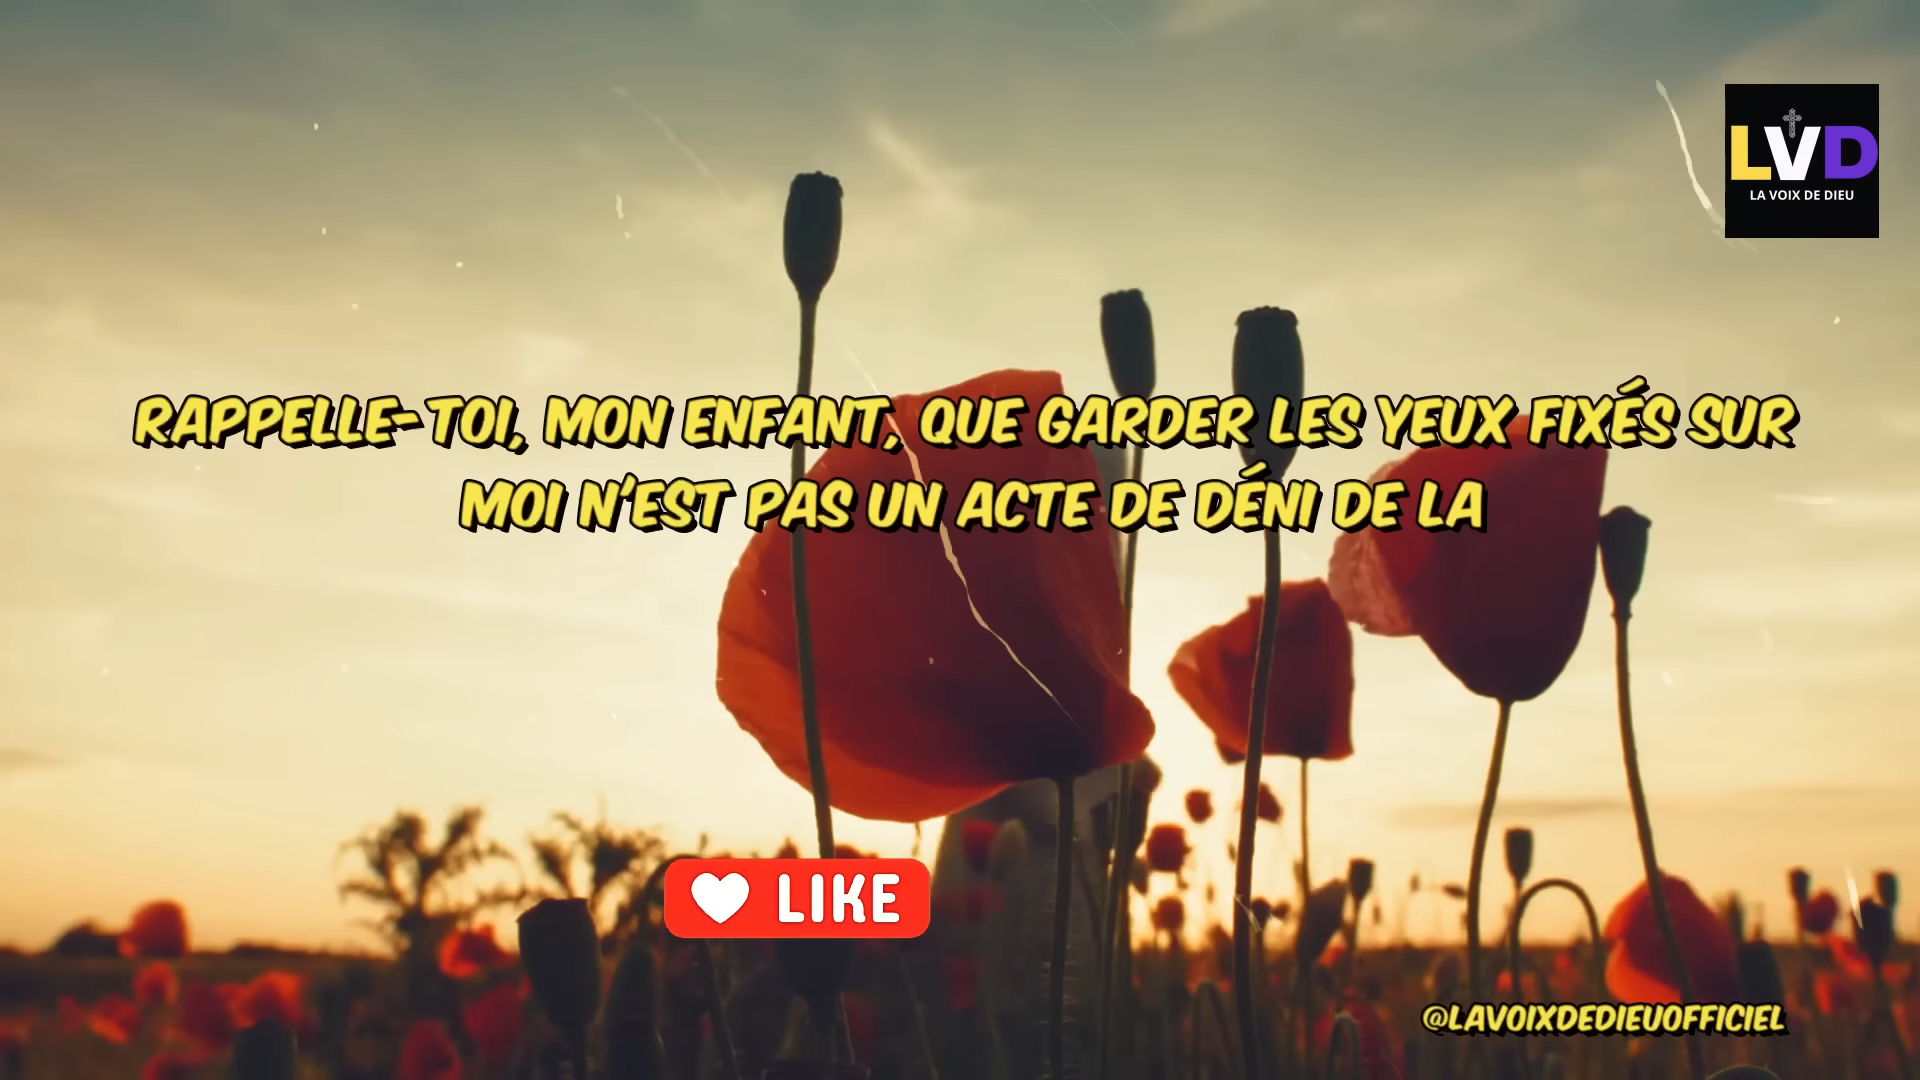 LVD
LA VOIX DE DIEU
RAPPELLE-TOI, MON ENFANT, QUE GARDER LES YEUX FIXÉS SUR
MOI N'EST PAS UN ACTE DE DÉNI DE LA
LIKE
@LAVOIXDEDIEUOFFICIEL